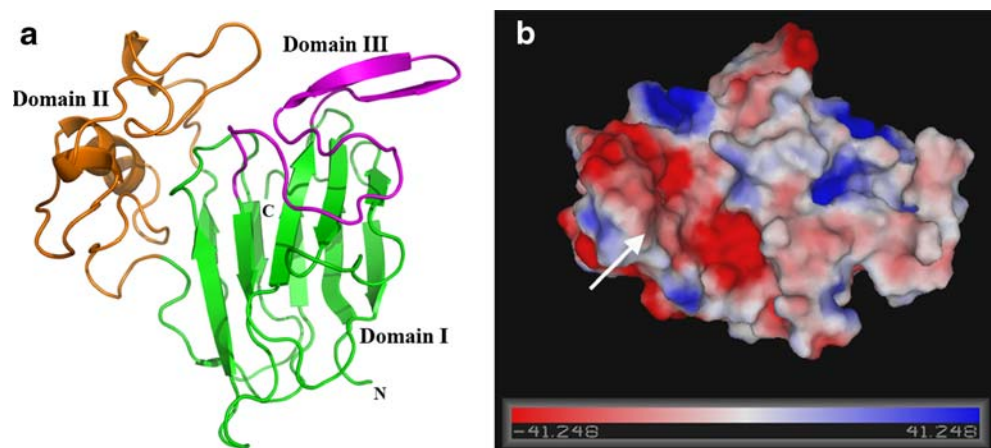 a
Domain III
Domain II
C
Domain I
N
b
-41.248
41.248